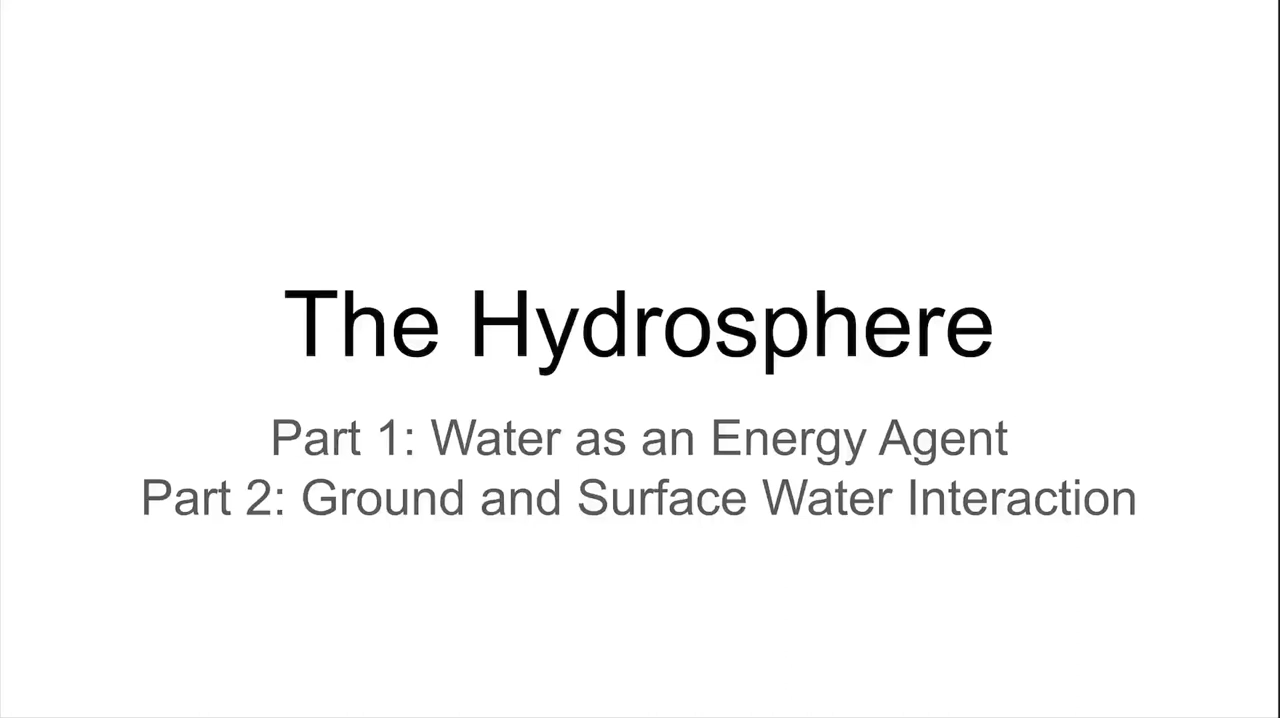 The Hydrosphere
Part 1: Water as an Energy Agent
Part 2: Ground and Surface Water Interaction